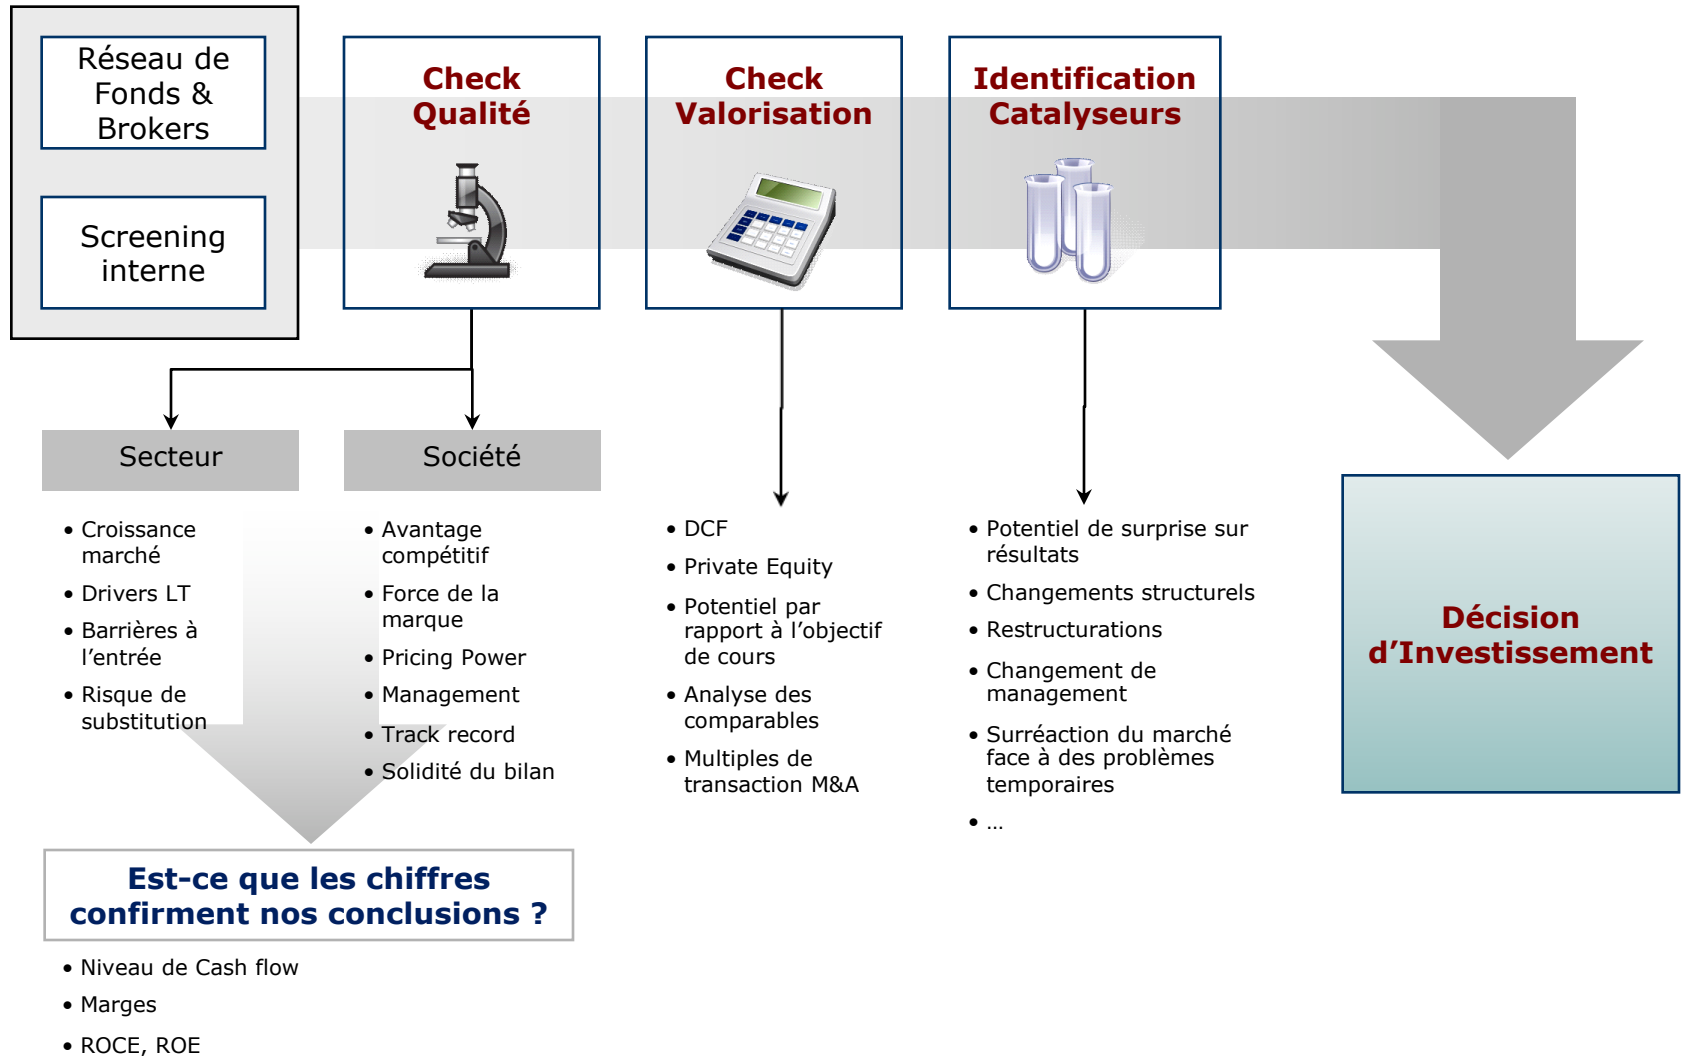 Réseau de
Fonds &
Brokers
Screening
interne
Check
Qualité
Check
Valorisation
Identification
Catalyseurs
Secteur
• Croissance
marché
• Drivers LT
• Barrières à
l’entrée
• Risque de
substitution
Société
• Avantage
compétitif
• Force de la
marque
• Pricing Power
• Management
• Track record
• Solidité du bilan
• DCF
• Private Equity
• Potentiel par
rapport à l’objectif
de cours
• Analyse des
comparables
• Multiples de
transaction M&A
• Potentiel de surprise sur
résultats
• Changements structurels
• Restructurations
• Changement de
management
• Surréaction du marché
face à des problèmes
temporaires
• …
Décision
d’Investissement
Est-ce que les chiffres
confirment nos conclusions ?
• Niveau de Cash flow
• Marges
• ROCE, ROE